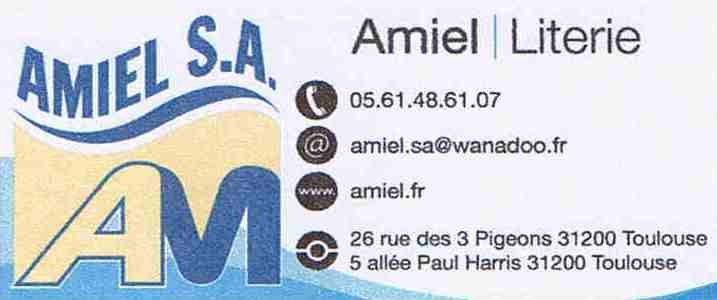 AMIEL S.A.
AM
Amiel | Literie
05.61.48.61.07
@ amiel.sa@wanadoo.fr
www. amiel.fr
26 rue des 3 Pigeons 31200 Toulouse
5 allée Paul Harris 31200 Toulouse